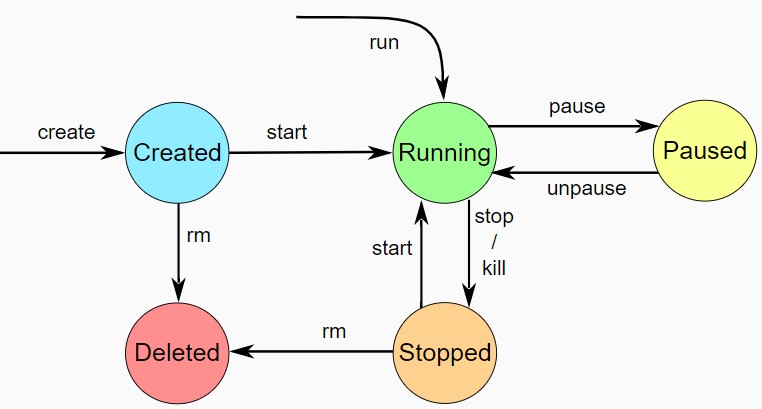 run
create
Created
start
Running
pause
Paused
unpause
rm
start
stop
/
kill
Deleted
rm
Stopped